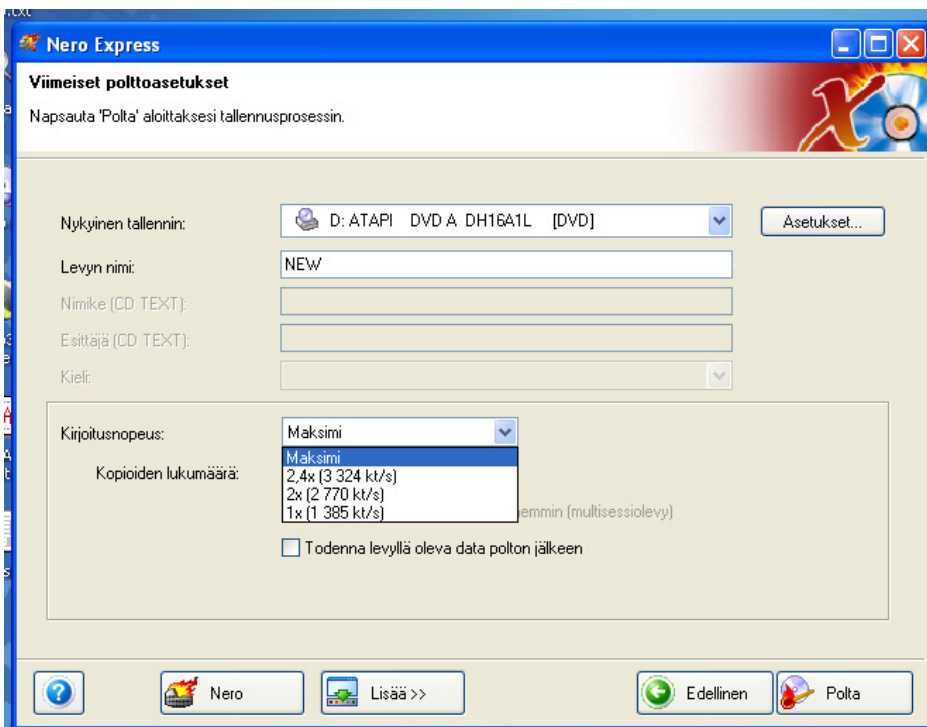 .txt
Nero Express
Viimeiset polttoasetukset
Napsauta 'Polta' aloittaksesi tallennusprosessin.
Nykyinen tallennin:
D: ATAPI DVD A DH16A1L [DVD]
Asetukset...
Levyn nimi:
NEW
Nimike (CD TEXT):
Esittäjä (CD TEXT):
Kieli:
Kirjoitusnopeus:
Maksimi
Maksimi
Kopioiden lukumäärä:
2,4x (3 324 kt/s)
2x (2 770 kt/s)
1x (1 385 kt/s)
emmin (multisessiolevy)
Todenna levyllä oleva data polton jälkeen
Nero
Lisää >>
Edellinen
Polta